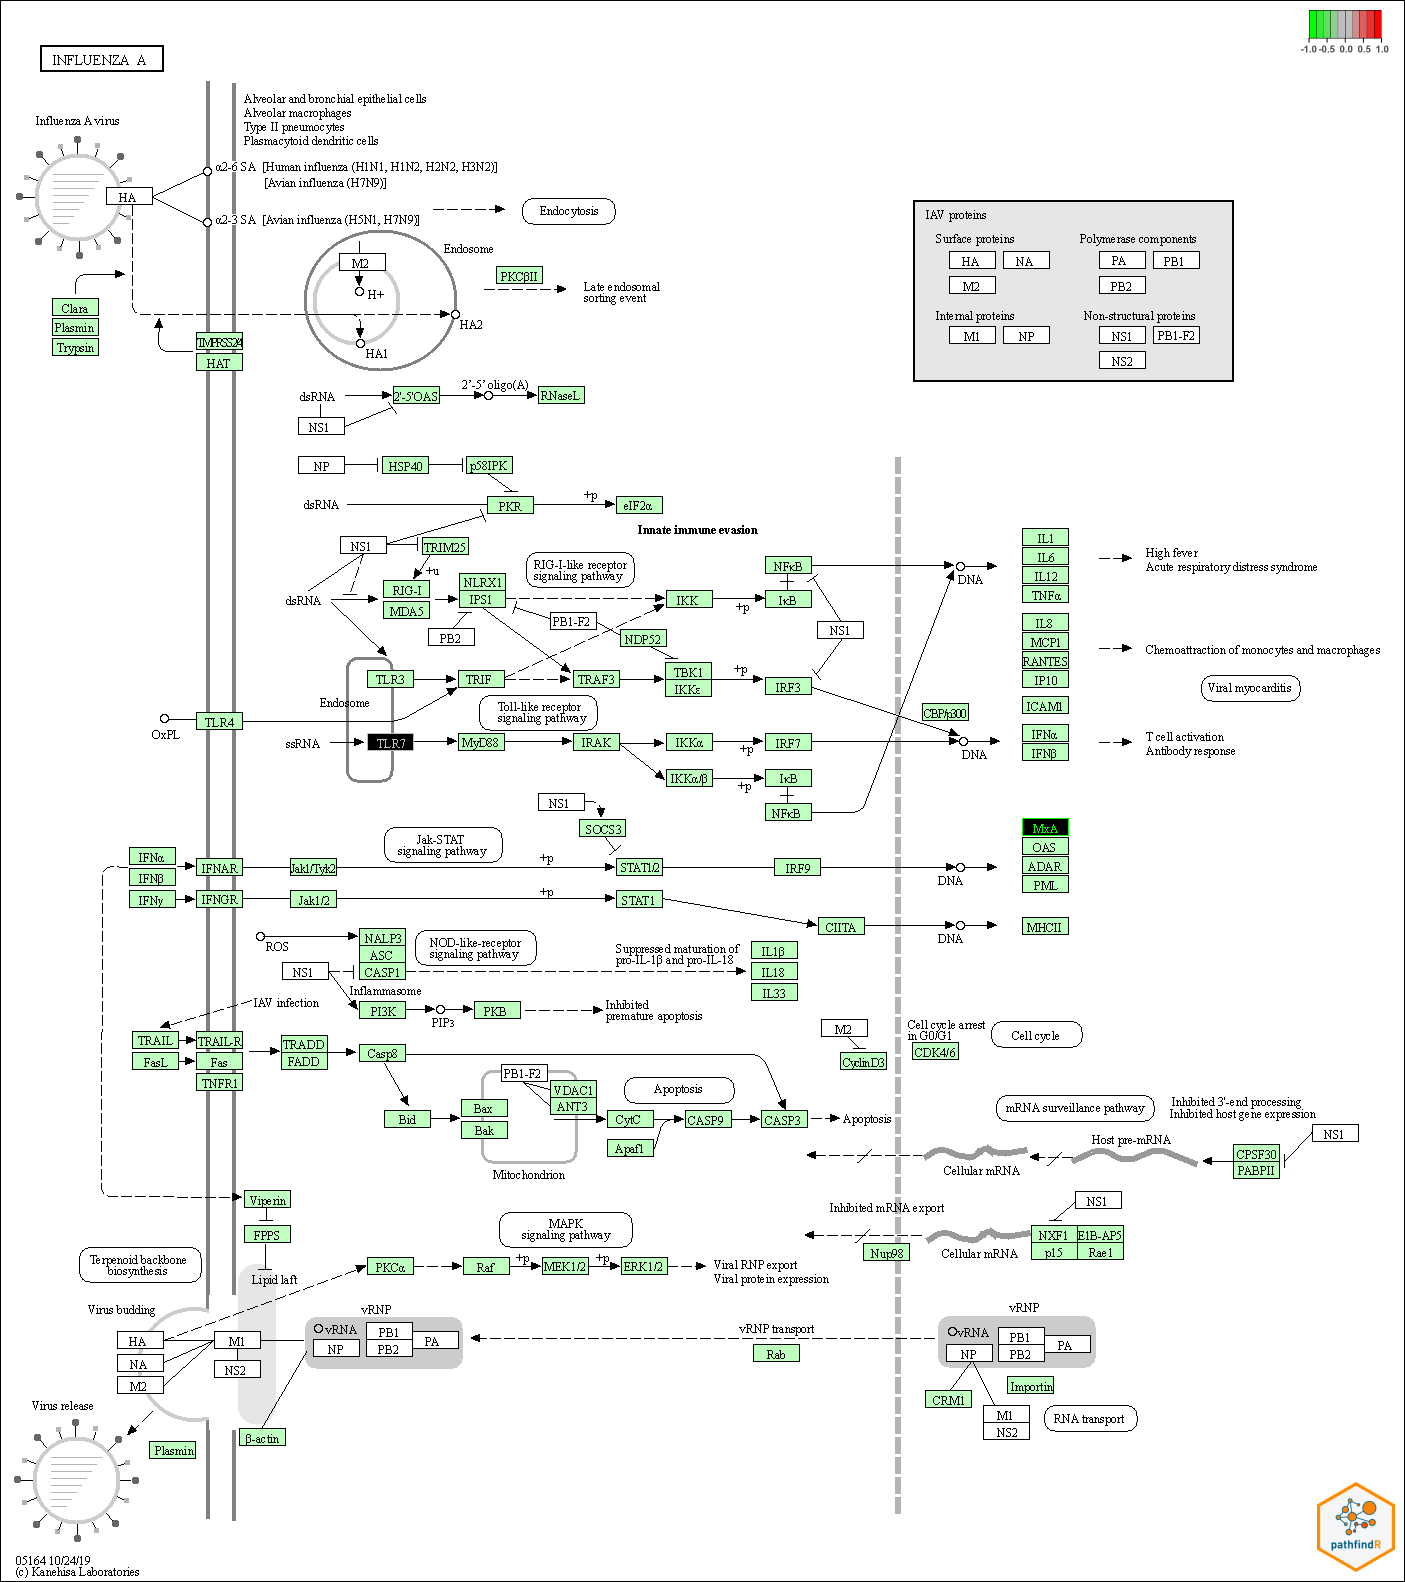 -1.0 -0.5 0.0 0.5 1.0
INFLUENZA A
Alveolar and bronchial epithelial cells
Alveolar macrophages
Type II pneumocytes
Plasmacytoid dendritic cells
Influenza A virus
α2-6 SA [Human influenza (H1N1, H1N2, H2N2, H3N2)]
[Avian influenza (H7N9)]
HA
α2-3 SA [Avian influenza (H5N1, H7N9)]
Endocytosis
IAV proteins
Surface proteins
Polymerase components
HA NA PA PB1
M2 PB2
Internal proteins
Non-structural proteins
M1 NP NS1 PB1-F2
NS2
Endosome
M2
H+
PKCβII
Late endosomal
sorting event
HA2
HA1
Clara
Plasmin
Trypsin
HAT
dsRNA
2'-5'OAS
2'-5' oligo(A)
RNaseL
NS1
NP
HSP40
p58IPK
dsRNA
PKR
+p
eIF2α
Innate immune evasion
NS1
TRIM25
+u
RIG-I
MDA5
dsRNA
NLRX1
IPS1
PB2
RIG-I-like receptor
signaling pathway
PB1-F2
NDP52
IKK
+p
NFκB
IκB
NS1
DNA
IL1
IL6
IL12
TNFα
High fever
Acute respiratory distress syndrome
IL8
MCP1
RANTES
IP10
Chemoattraction of monocytes and macrophages
Viral myocarditis
ICAM1
IFNα
IFNβ
T cell activation
Antibody response
TLR3
TRIF
TRAF3
TBK1
IKKε
+p
IRF3
CBP/p300
Endosome
Toll-like receptor
signaling pathway
OxPL
TLR4
ssRNA
TLR7
MyD88
IRAK
IKKα
+p
IRF7
DNA
IKKα/β
+p
IκB
NFκB
NS1
SOCS3
Jak-STAT
signaling pathway
MxA
OAS
ADAR
PML
IFNα
IFNβ
IFNAR
Jak1/Tyk2
+p
STAT1/2
IRF9
DNA
IFNγ
IFNGR
Jak1/2
+p
STAT1
CIITA
DNA
MHCII
ROS
NALP3
ASC
CASP1
NS1
Inflammasome
NOD-like-receptor
signaling pathway
Suppressed maturation of
pro-IL-1β and pro-IL-18
IL1β
IL18
IL33
IAV infection
PI3K
PIP3
PKB
Inhibited
premature apoptosis
M2
CyclinD3
Cell cycle arrest
in G0/G1
CDK4/6
Cell cycle
TRAIL
TRAIL-R
FasL
Fas
TNFR1
TRADD
FADD
Casp8
Bid
Bax
Bak
PB1-F2
VDAC1
ANT3
Mitochondrion
Apoptosis
CytC
CASP9
CASP3
Apaf1
Apoptosis
mRNA surveillance pathway
Inhibited 3'-end processing
Inhibited host gene expression
NS1
Host pre-mRNA
CPSF30
PABPII
Cellular mRNA
Viperin
FPPS
Inhibited mRNA export
NS1
Nup98
Cellular mRNA
NXF1
E1B-AP5
p15
Rae1
MAPK
signaling pathway
Terpenoid backbone
biosynthesis
Lipid laft
PKCα
Raf
+p
MEK1/2
+p
ERK1/2
Viral RNP export
Viral protein expression
Virus budding
HA
NA
M2
M1
NS2
vRNP
vRNA
NP
PB1
PB2
PA
vRNP transport
Rab
vRNP
vRNA
NP
PB1
PB2
PA
CRM1
Importin
M1
NS2
RNA transport
Virus release
Plasmin
β-actin
05164 10/24/19
(c) Kanehisa Laboratories
pathfindR